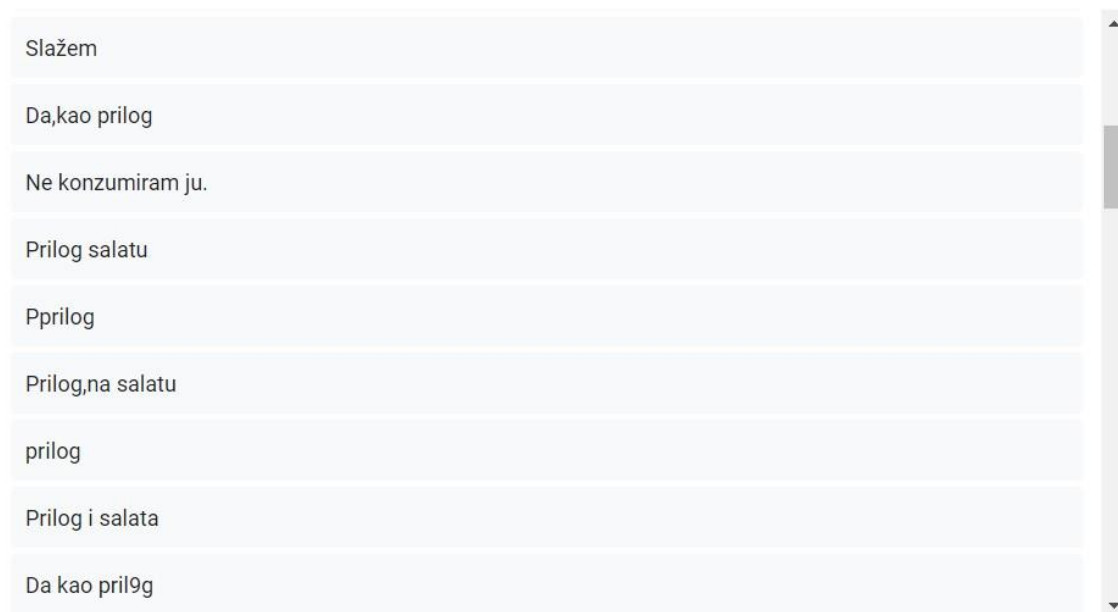 Slažem
Da,kao prilog
Ne konzumiram ju.
Prilog salatu
Pprilog
Prilog,na salatu
prilog
Prilog i salata
Da kao pril9g